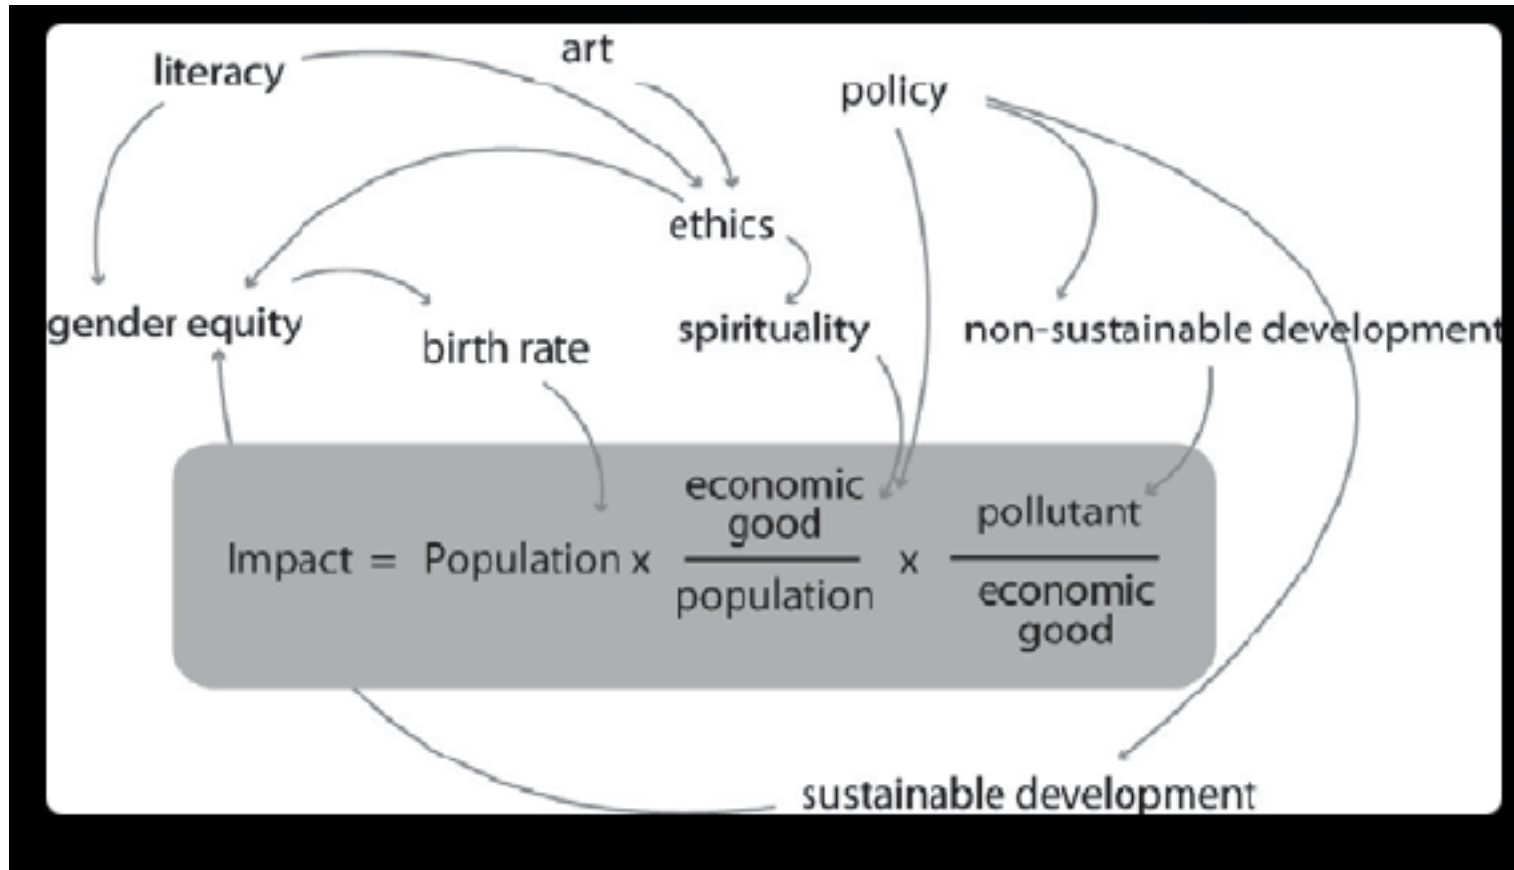 literacy
art
policy
ethics
gender equity
birth rate
spirituality
non-sustainable development
Impact = Population x economic good / population x pollutant / economic good
sustainable development